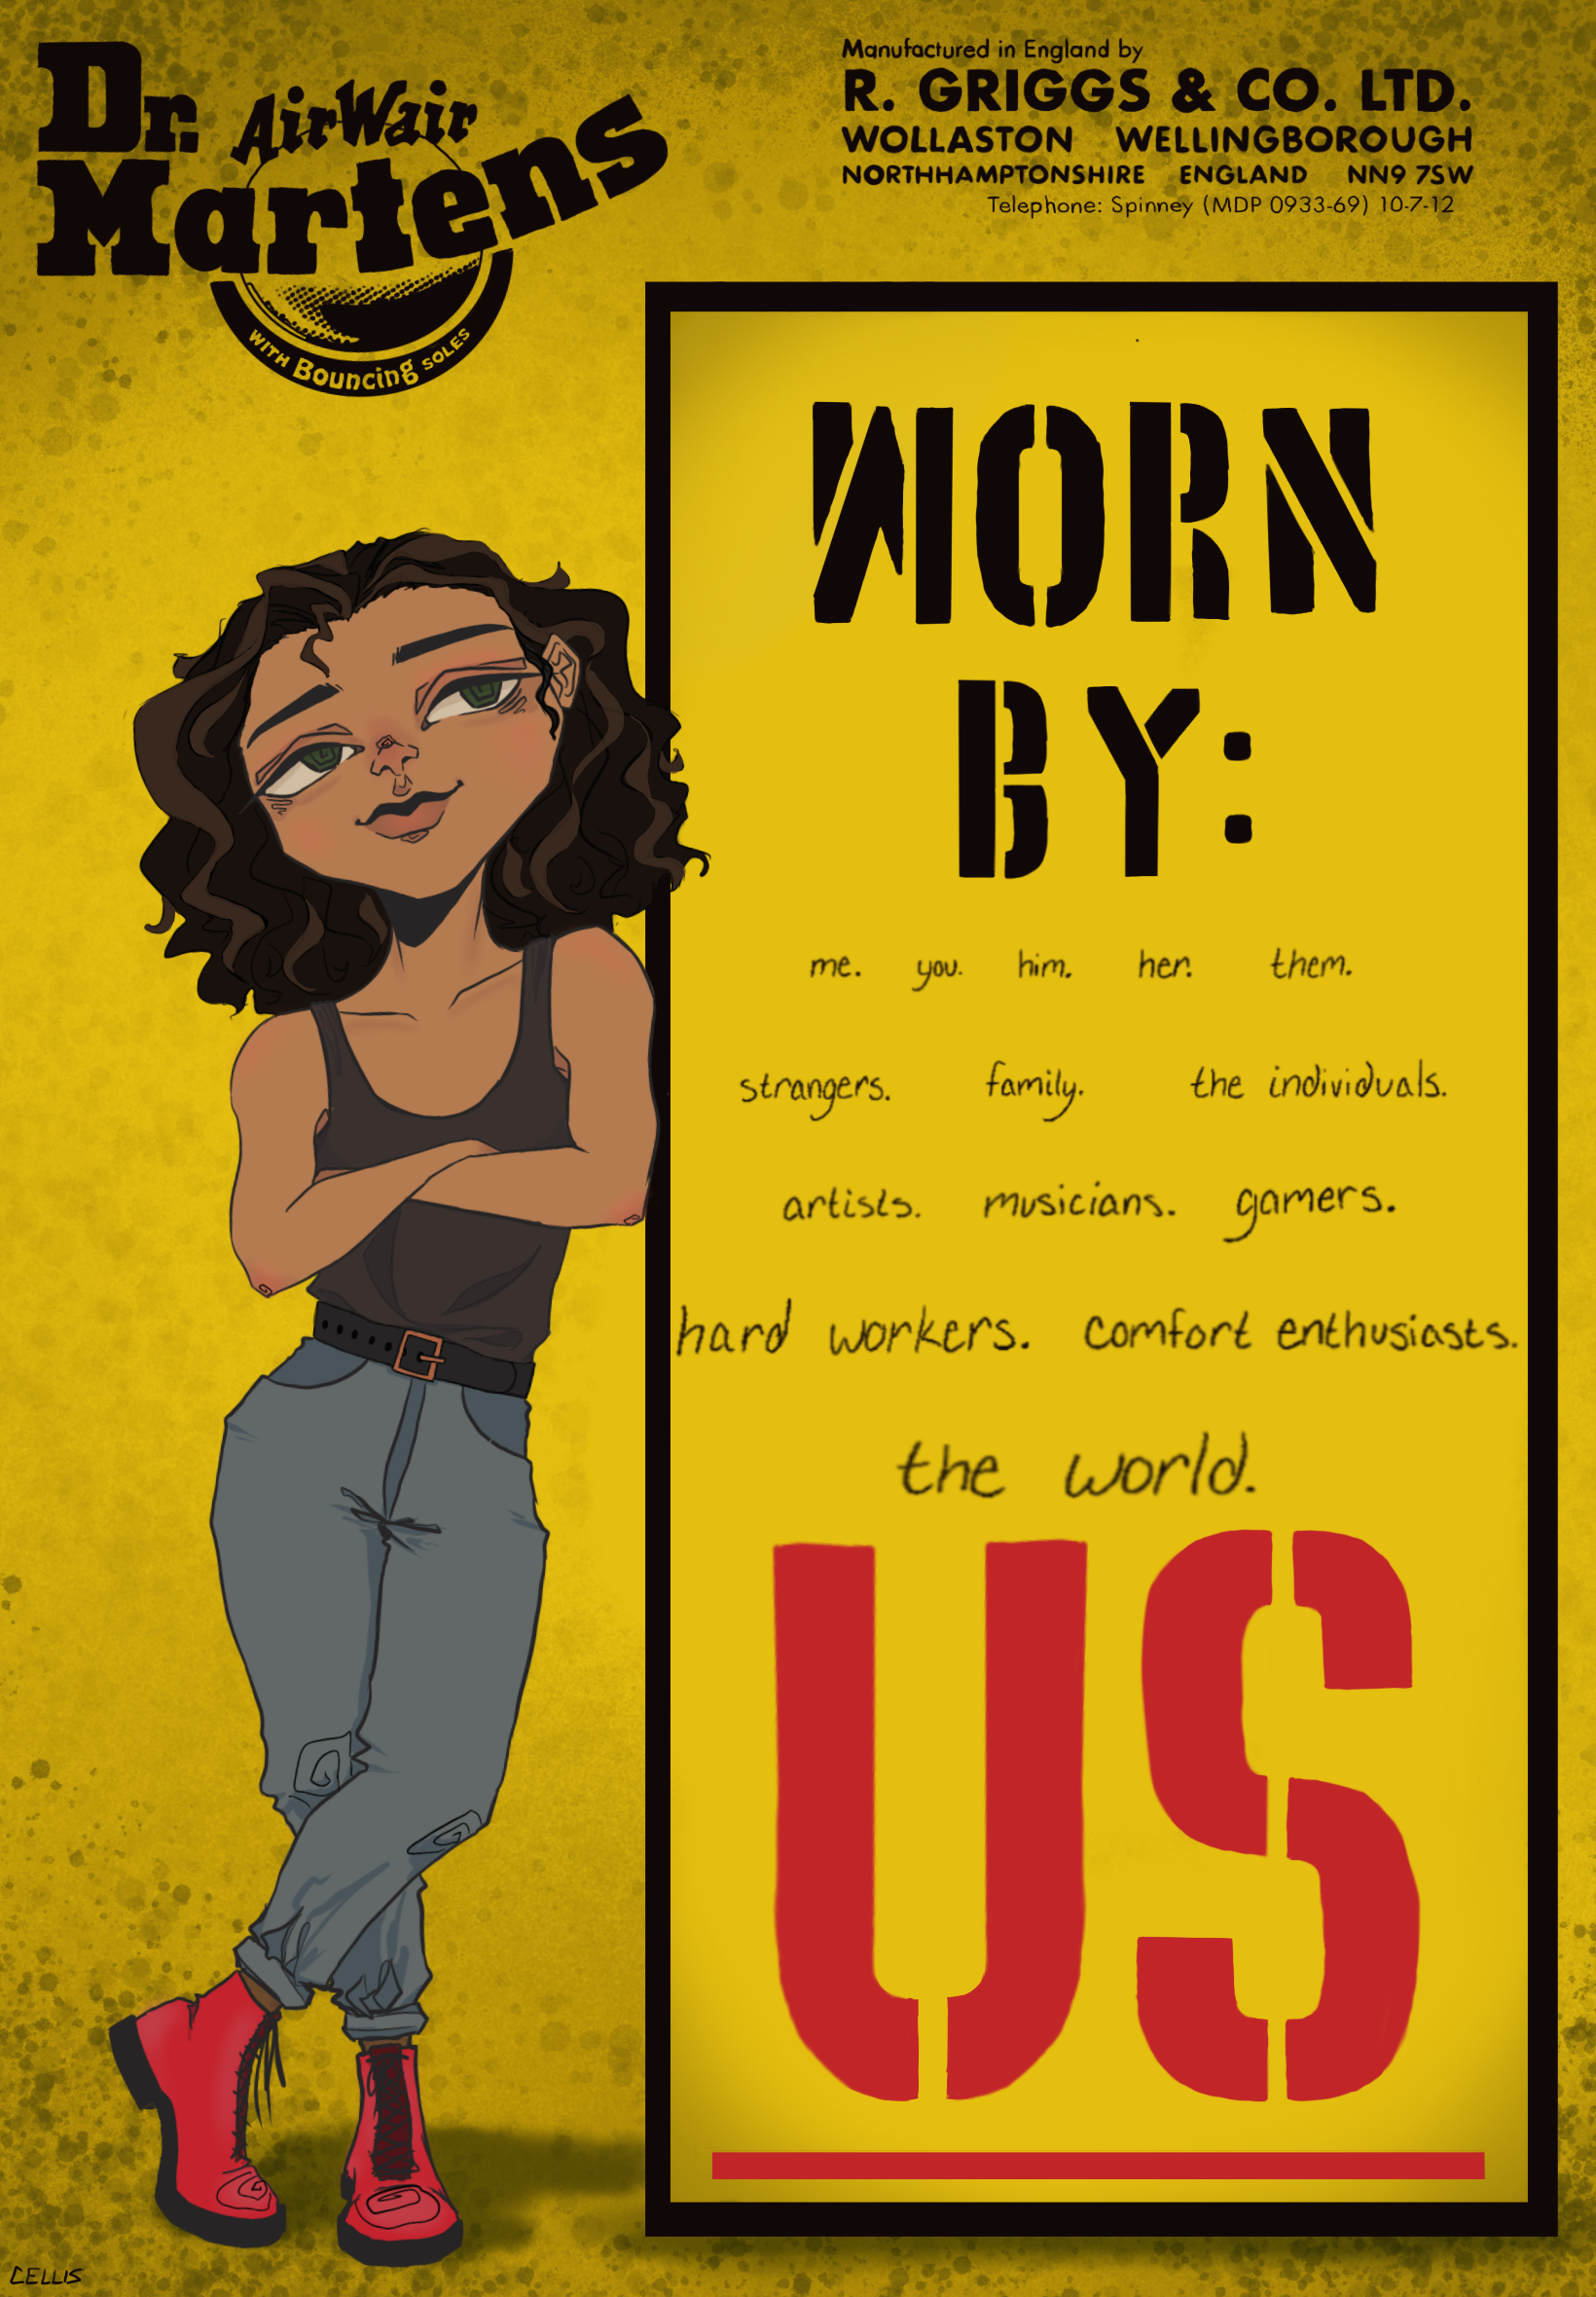 Dr. AirWair
Martens
WITH Bouncing SOLES
Manufactured in England by
R. GRIGGS & CO. LTD.
WOLLASTON WELLINGBOROUGH
NORTHHAMPTONSHIRE ENGLAND NN9 7SW
Telephone: Spinney (MDP 0933-69) 10-7-12
WORN
BY:
me. you. him. her. them.
strangers. family. the individuals.
artists. musicians. gamers.
hard workers. comfort enthusiasts.
the world.
US
CELLIS